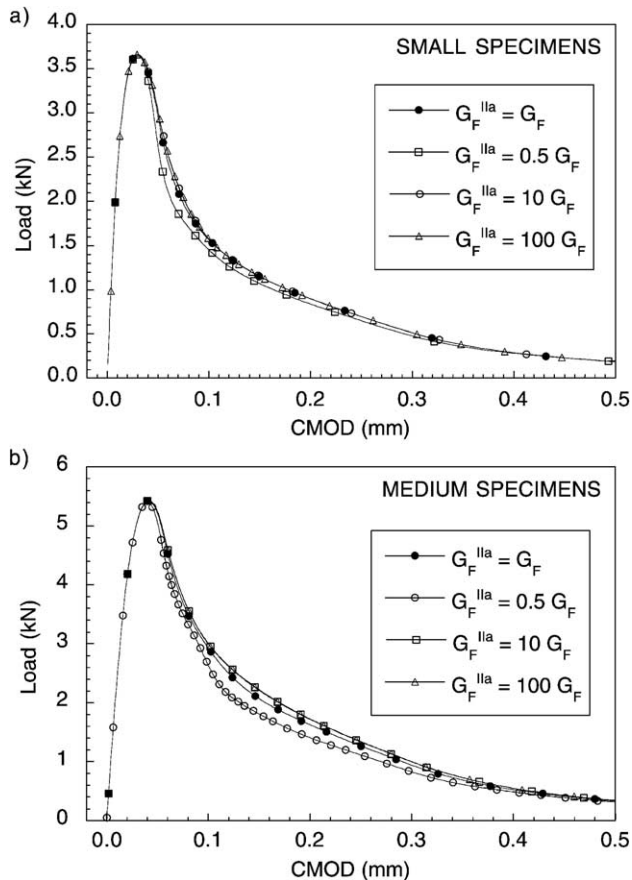 a)
SMALL SPECIMENS
G_F^IIa = G_F
G_F^IIa = 0.5 G_F
G_F^IIa = 10 G_F
G_F^IIa = 100 G_F
Load (kN)
4.0
3.5
3.0
2.5
2.0
1.5
1.0
0.5
0.0
0.0 0.1 0.2 0.3 0.4 0.5
CMOD (mm)
b)
MEDIUM SPECIMENS
G_F^IIa = G_F
G_F^IIa = 0.5 G_F
G_F^IIa = 10 G_F
G_F^IIa = 100 G_F
Load (kN)
6
5
4
3
2
1
0
0.0 0.1 0.2 0.3 0.4 0.5
CMOD (mm)